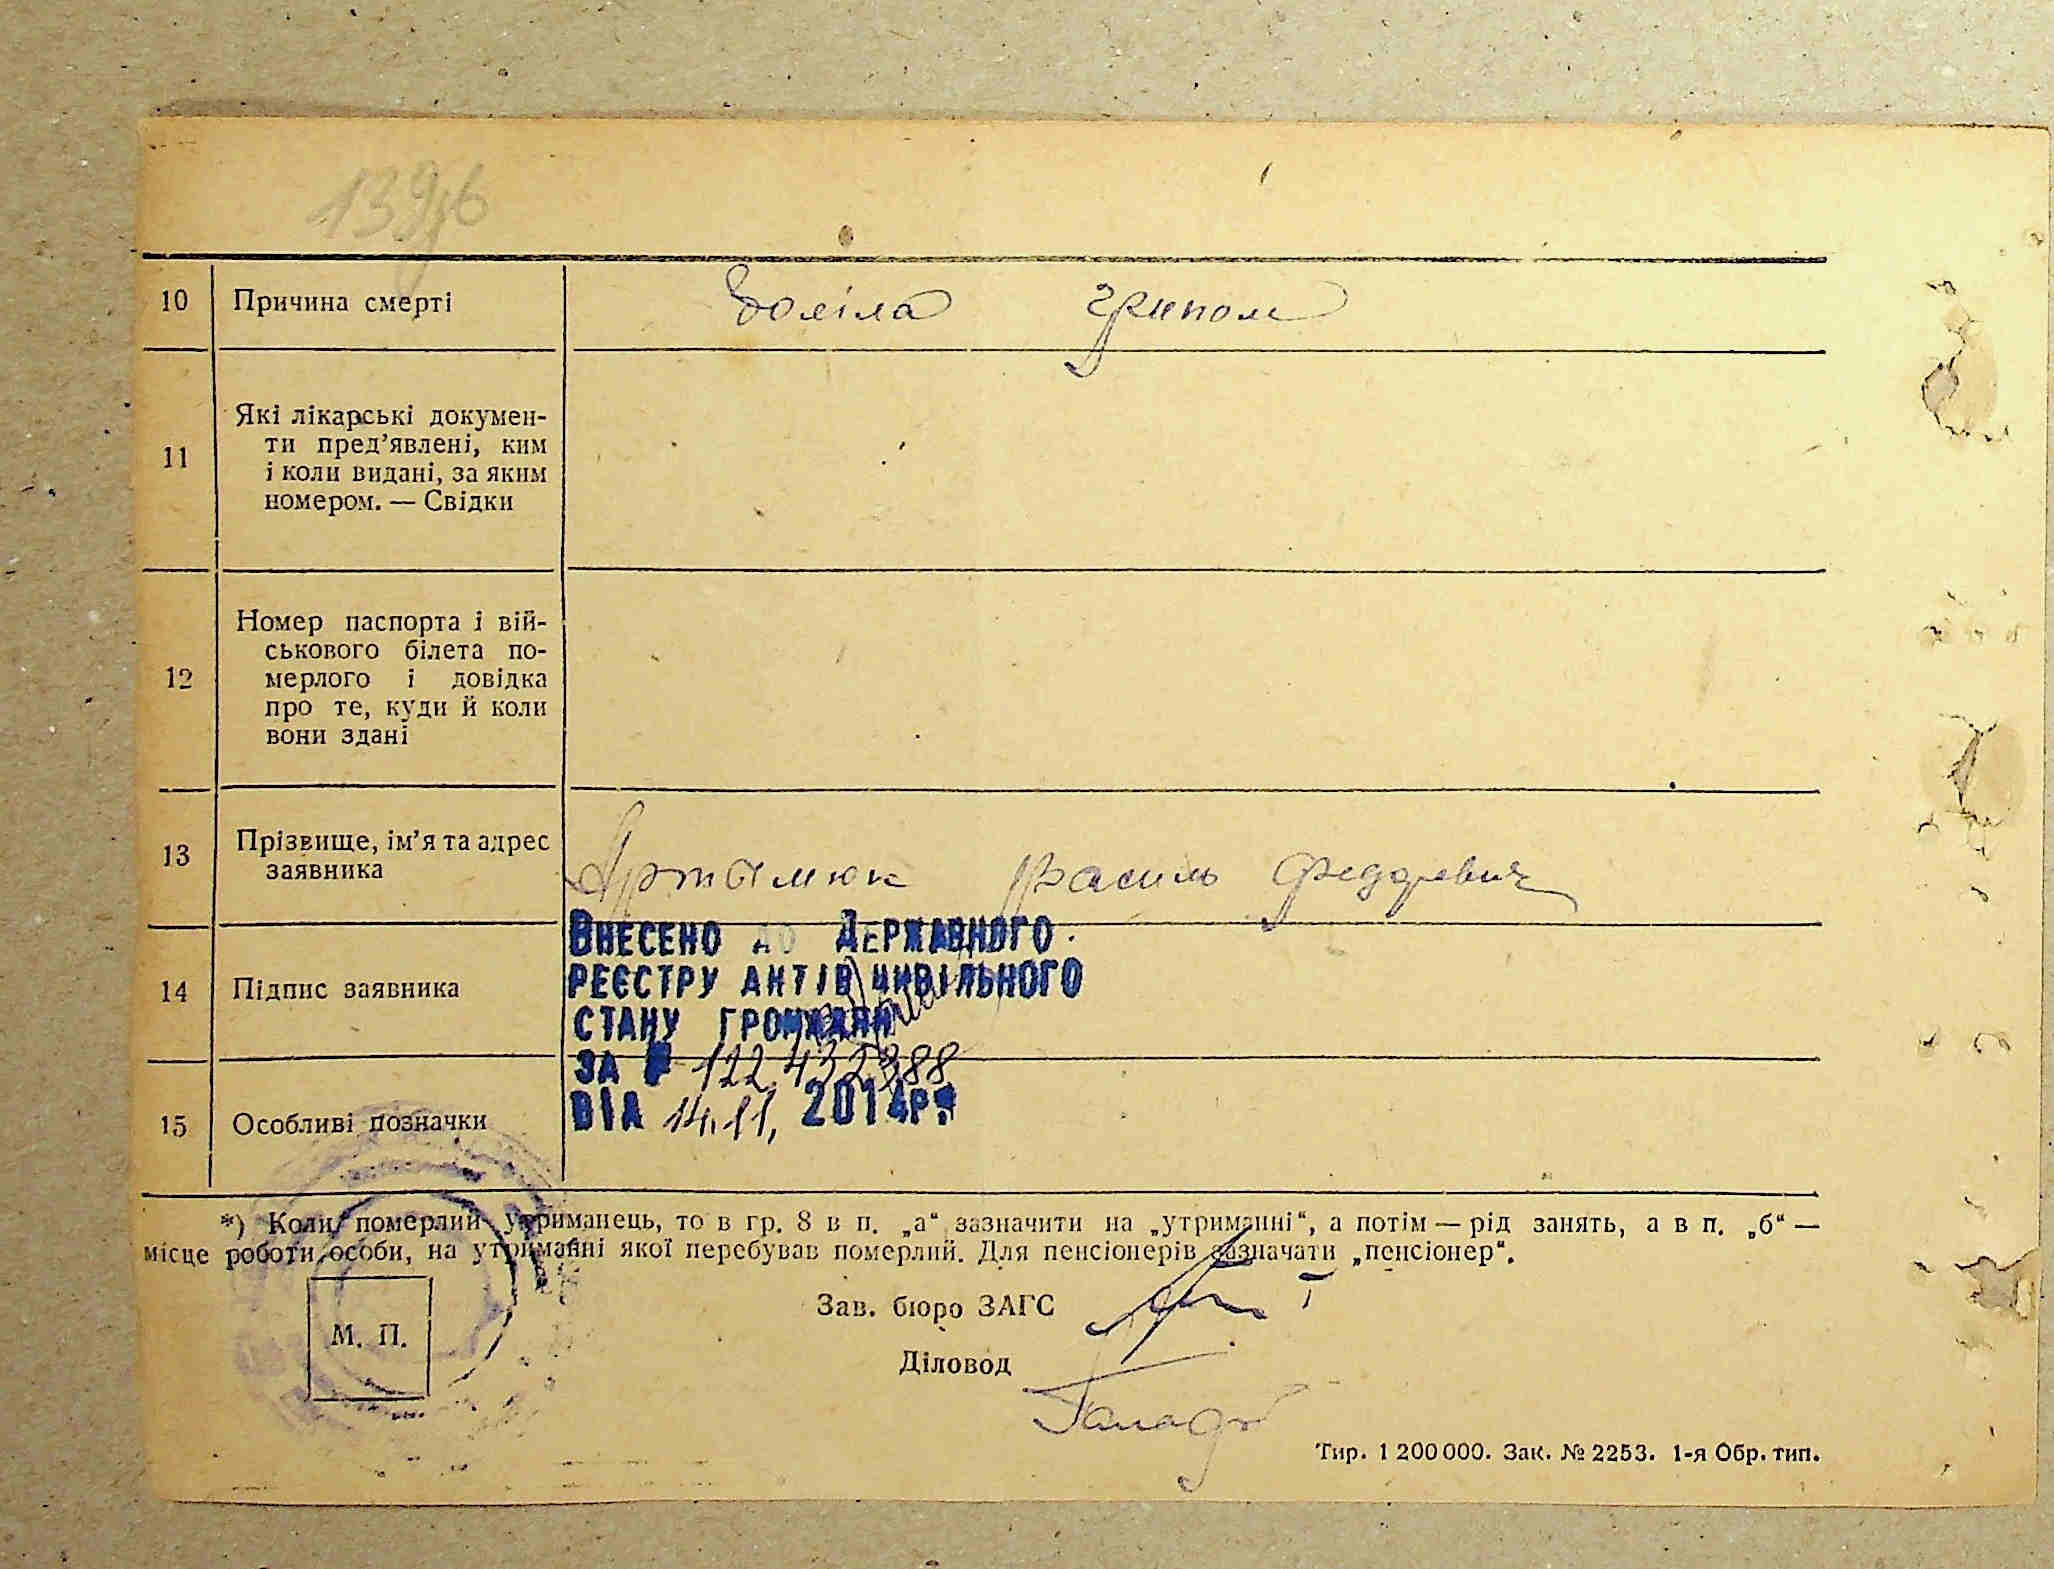 10 Причина смерті боліла грипом
11 Які лікарські докумен-
ти пред’явлені, ким
і коли видані, за яким
номером. — Свідки
12 Номер паспорта і вій-
ськового білета по-
мерлого і довідка
про те, куди й коли
вони здані
13 Прізвище, ім’я та адрес
заявника
Артымюк Василь Федоревич
14 Підпис заявника
Внесено до Державного
реєстру актів цивільного
стану громадян
за № 122432388
від 14.11, 2014р.
15 Особливі позначки
*) Коли померлий утриманець, то в гр. 8 в п. „а“ зазначити на „утриманні“, а потім — рід занять, а в п. „б“ —
місце роботи особи, на утриманні якої перебував померлий. Для пенсіонерів зазначати „пенсіонер“.
М. П.
Зав. бюро ЗАГС
Діловод
Тир. 1 200 000. Зак. № 2253. 1-я Обр. тип.